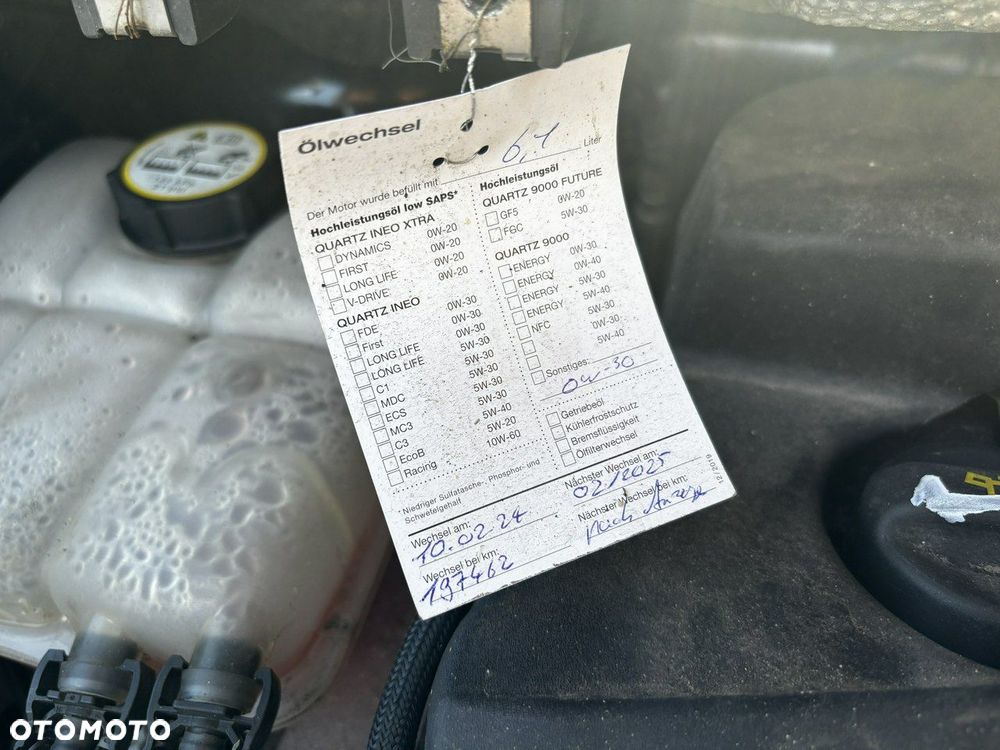 Ölwechsel
Der Motor wurde befüllt mit 6,1 Liter
Hochleistungsöl low SAPS*
QUARTZ INEO XTRA
DYNAMICS 0W-20
FIRST 0W-20
LONG LIFE 0W-20
V-DRIVE 0W-20
QUARTZ INEO
FDE 0W-30
First 0W-30
LONG LIFE 0W-30
LONG LIFE 5W-30
C1 5W-30
MDC 5W-30
ECS 5W-30
MC3 5W-30
C3 5W-40
EcoB 5W-20
Racing 10W-60
* Niedriger Sulfatasche-, Phosphor- und
Schwefelgehalt
Hochleistungsöl
QUARTZ 9000 FUTURE
GF5 0W-20
FGC 5W-30
QUARTZ 9000
ENERGY 0W-30
ENERGY 0W-40
ENERGY 5W-30
ENERGY 5W-40
NFC 5W-30
0W-30
5W-40
Sonstiges:
0W-30
Getriebeöl
Kühlerfrostschutz
Bremsflüssigkeit
Ölfilterwechsel
Wechsel am:
10.02.24
Nächster Wechsel am:
02/2025
Wechsel bei km:
197462
Nächster Wechsel bei km:
nach Anzeige
12/2019
OTOMOTO